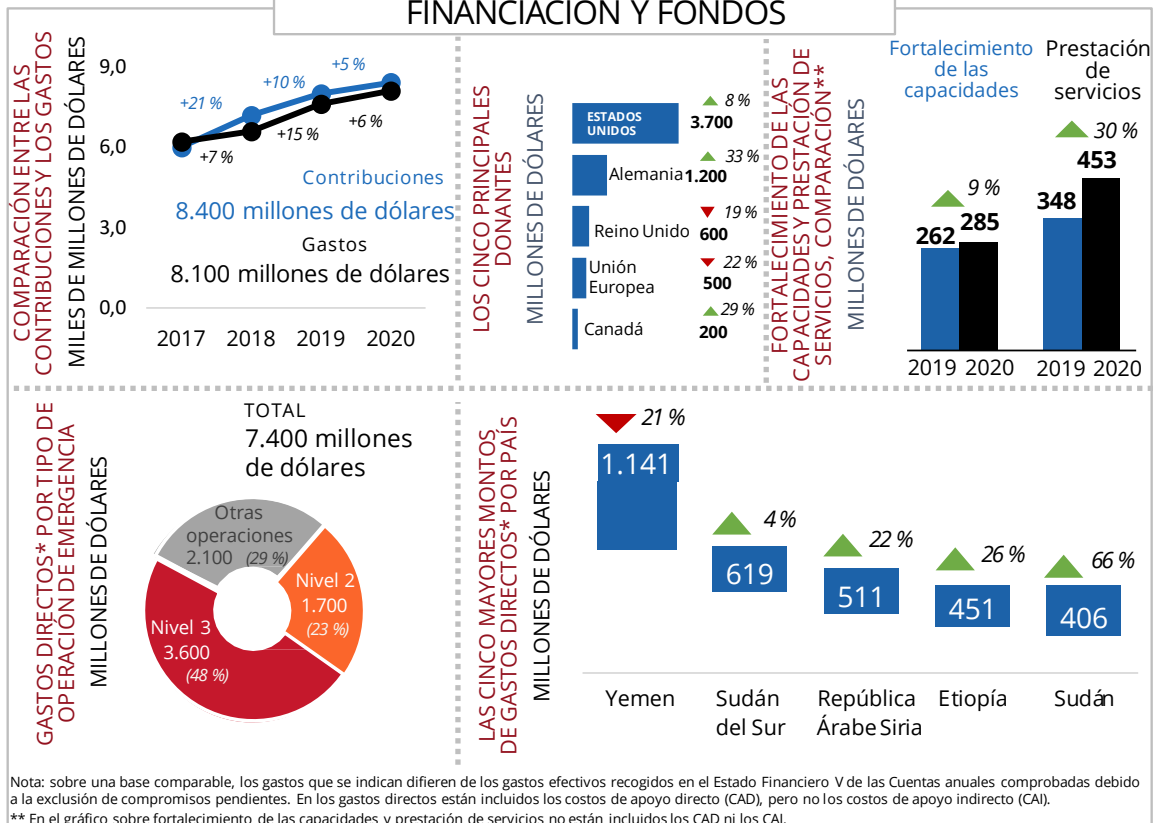 FINANCIACIÓN Y FONDOS
COMPARACIÓN ENTRE LAS
CONTRIBUCIONES Y LOS GASTOS
MILES DE MILLONES DE DÓLARES
9,0
6,0
3,0
0,0
+21 %
+10 %
+5 %
+7 %
+15 %
+6 %
Contribuciones
8.400 millones de dólares
Gastos
8.100 millones de dólares
2017 2018 2019 2020
LOS CINCO PRINCIPALES
DONANTES
MILLONES DE DÓLARES
ESTADOS
UNIDOS
8 %
3.700
Alemania
33 %
1.200
Reino Unido
19 %
600
Unión
Europea
22 %
500
Canadá
29 %
200
FORTALECIMIENTO DE LAS
CAPACIDADES Y PRESTACIÓN DE
SERVICIOS, COMPARACIÓN**
MILLONES DE DÓLARES
Fortalecimiento
de las
capacidades
Prestación
de
servicios
9 %
262 285
30 %
348 453
2019 2020 2019 2020
GASTOS DIRECTOS* POR TIPO DE
OPERACIÓN DE EMERGENCIA
MILLONES DE DÓLARES
TOTAL
7.400 millones
de dólares
Otras
operaciones
2.100 (29 %)
Nivel 2
1.700
(23 %)
Nivel 3
3.600
(48 %)
LAS CINCO MAYORES MONTOS
DE GASTOS DIRECTOS* POR PAÍS
MILLONES DE DÓLARES
21 %
1.141
4 %
619
22 %
511
26 %
451
66 %
406
Yemen
Sudán
del Sur
República
Árabe Siria
Etiopía
Sudán
Nota: sobre una base comparable, los gastos que se indican difieren de los gastos efectivos recogidos en el Estado Financiero V de las Cuentas anuales comprobadas debido
a la exclusión de compromisos pendientes. En los gastos directos están incluidos los costos de apoyo directo (CAD), pero no los costos de apoyo indirecto (CAI).
** En el gráfico sobre fortalecimiento de las capacidades y prestación de servicios no están incluidos los CAD ni los CAI.